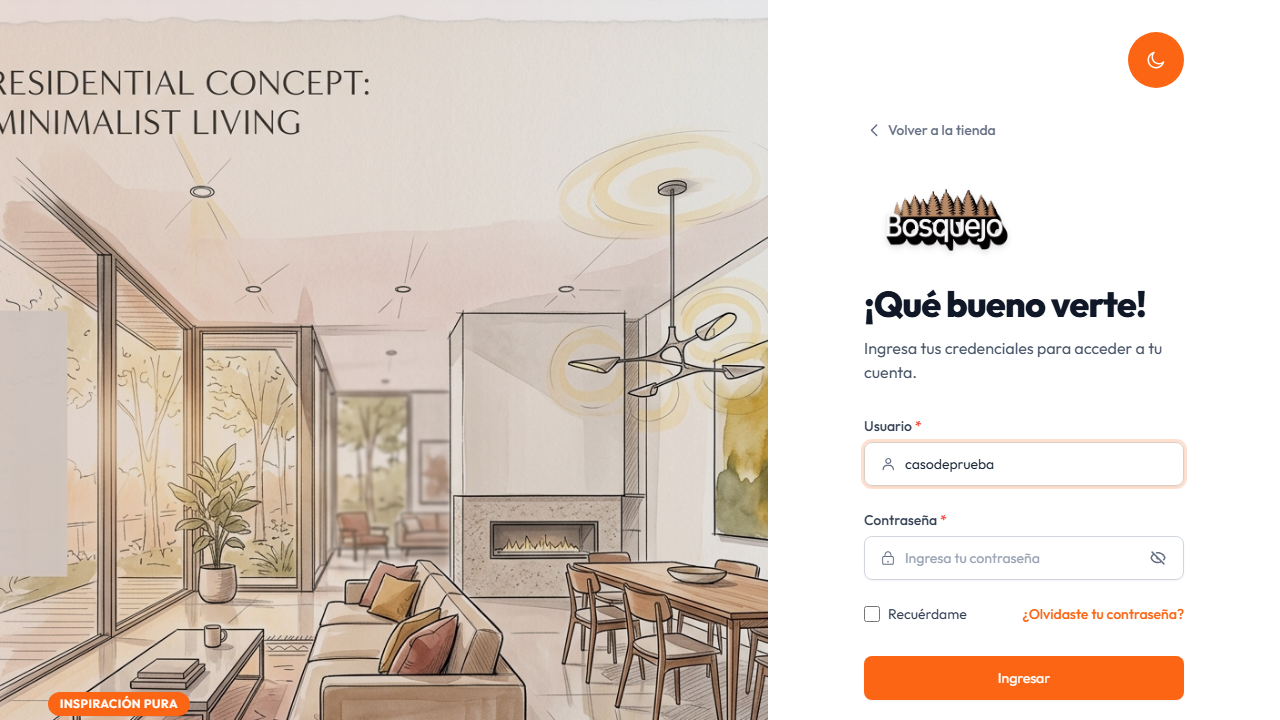 RESIDENTIAL CONCEPT:
MINIMALIST LIVING
INSPIRACIÓN PURA
Volver a la tienda
Bosquejo
¡Qué bueno verte!
Ingresa tus credenciales para acceder a tu
cuenta.
Usuario *
casodeprueba
Contraseña *
Ingresa tu contraseña
Recuérdame
¿Olvidaste tu contraseña?
Ingresar